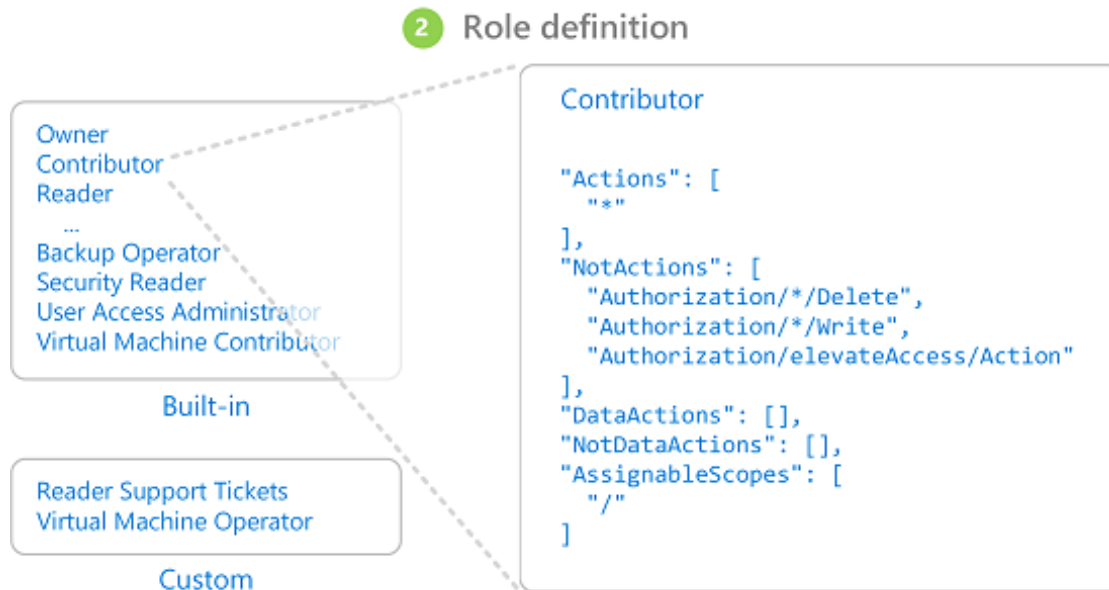 2 Role definition
Owner
Contributor
Reader
...
Backup Operator
Security Reader
User Access Administrator
Virtual Machine Contributor
Built-in
Reader Support Tickets
Virtual Machine Operator
Custom
Contributor
"Actions": [
"*"
],
"NotActions": [
"Authorization/*/Delete",
"Authorization/*/Write",
"Authorization/elevateAccess/Action"
],
"DataActions": [],
"NotDataActions": [],
"AssignableScopes": [
"/"
]